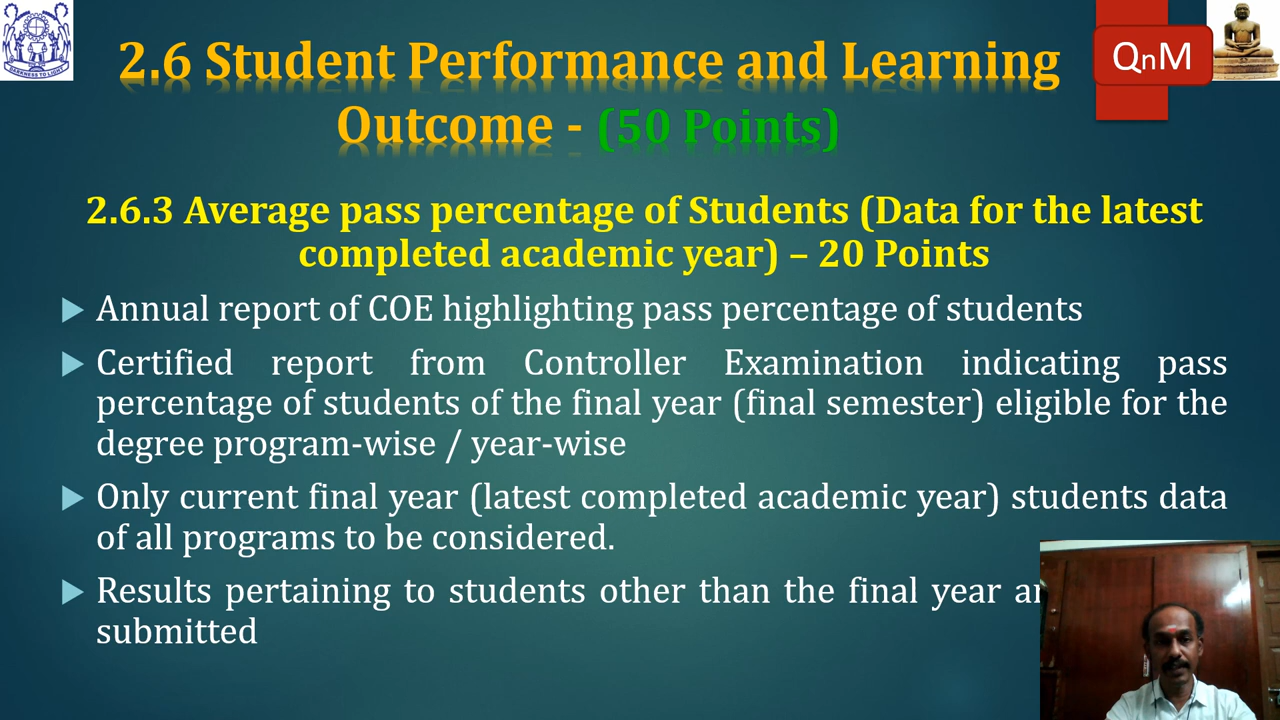 2.6 Student Performance and Learning
Outcome - (50 Points)
QnM
2.6.3 Average pass percentage of Students (Data for the latest
completed academic year) – 20 Points
Annual report of COE highlighting pass percentage of students
Certified report from Controller Examination indicating pass
percentage of students of the final year (final semester) eligible for the
degree program-wise / year-wise
Only current final year (latest completed academic year) students data
of all programs to be considered.
Results pertaining to students other than the final year
submitted